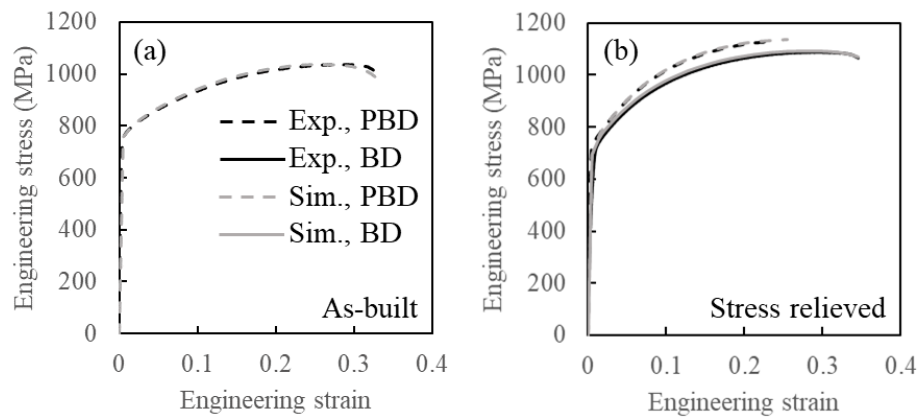 1200
1000
800
600
400
200
0
Engineering stress (MPa)
(a)
Exp., PBD
Exp., BD
Sim., PBD
Sim., BD
As-built
0 0.1 0.2 0.3 0.4
Engineering strain
1200
1000
800
600
400
200
0
Engineering stress (MPa)
(b)
Stress relieved
0 0.1 0.2 0.3 0.4
Engineering strain